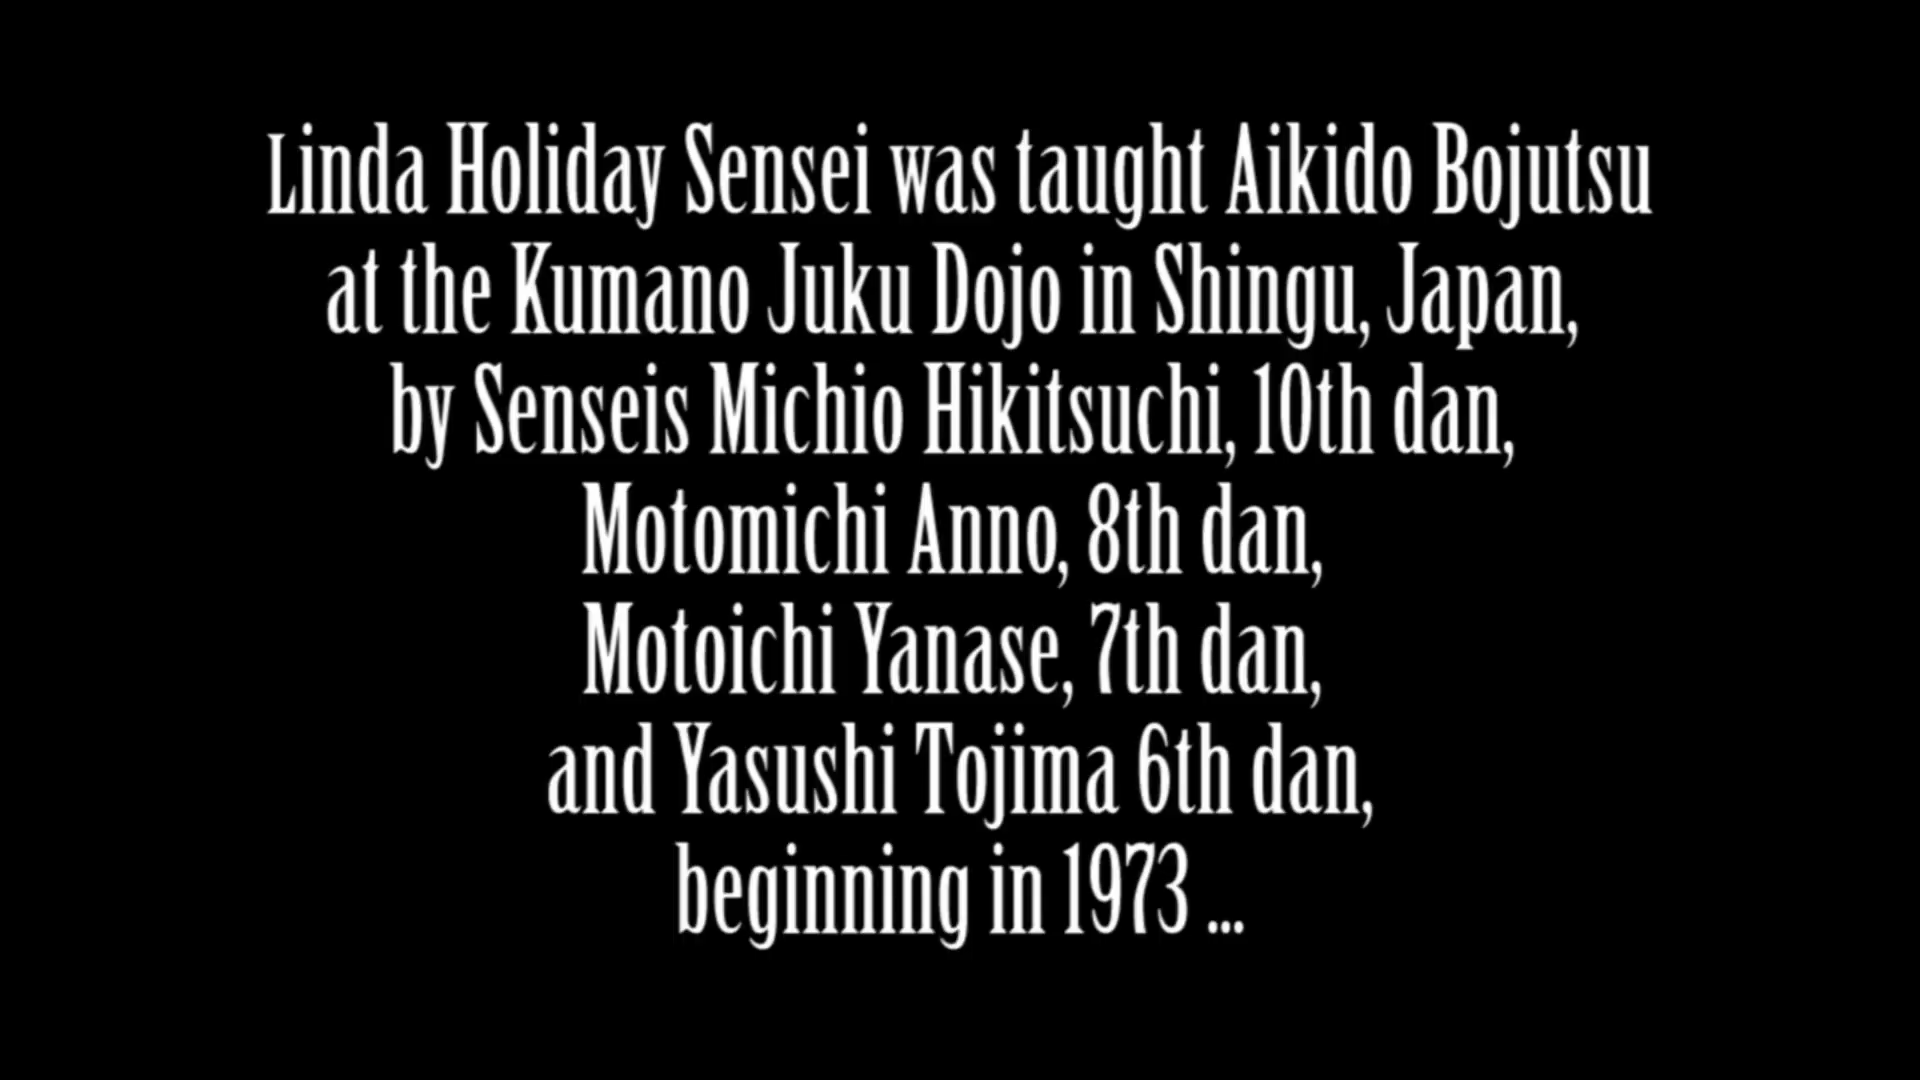 Linda Holiday Sensei was taught Aikido Bojutsu
at the Kumano Juku Dojo in Shingu, Japan,
by Senseis Michio Hikitsuchi, 10th dan,
Motomichi Anno, 8th dan,
Motoichi Yanase, 7th dan,
and Yasushi Tojima 6th dan,
beginning in 1973 ...